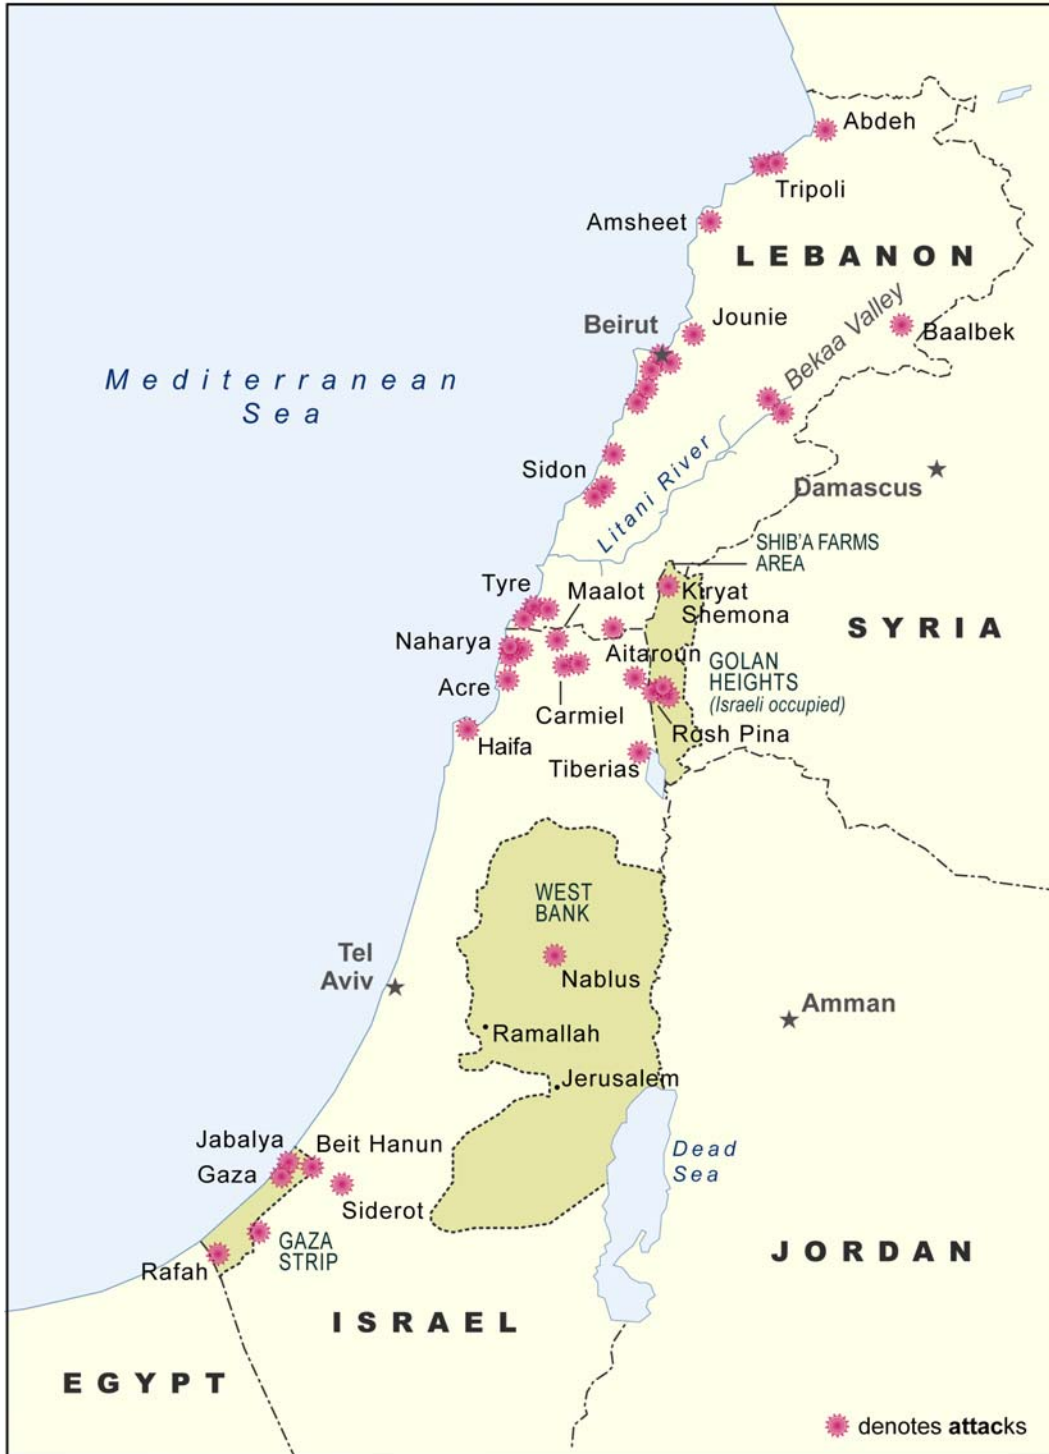 Abdeh
Tripoli
Amsheet
LEBANON
Jounie
Beirut
Bekaa Valley
Baalbek
Mediterranean
Sea
Sidon
Litani River
Damascus
SHIB'A FARMS
AREA
Tyre
Maalot
Kiryat
Shemona
SYRIA
Naharya
Aitaroun
GOLAN
HEIGHTS
(Israeli occupied)
Acre
Carmiel
Rosh Pina
Haifa
Tiberias
WEST
BANK
Tel
Aviv
Nablus
Amman
Ramallah
Jerusalem
Jabalya
Beit Hanun
Dead
Sea
Gaza
Siderot
GAZA
STRIP
Rafah
JORDAN
ISRAEL
EGYPT
denotes attacks